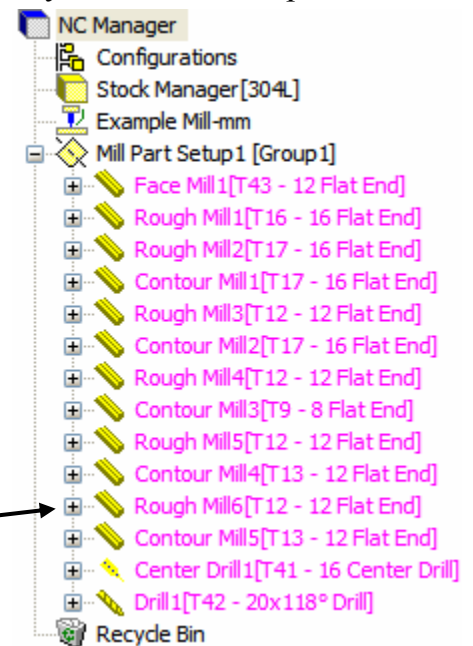 NC Manager
Configurations
Stock Manager[304L]
Example Mill-mm
Mill Part Setup1 [Group1]
Face Mill1[T43 - 12 Flat End]
Rough Mill1[T16 - 16 Flat End]
Rough Mill2[T17 - 16 Flat End]
Contour Mill1[T17 - 16 Flat End]
Rough Mill3[T12 - 12 Flat End]
Contour Mill2[T17 - 16 Flat End]
Rough Mill4[T12 - 12 Flat End]
Contour Mill3[T9 - 8 Flat End]
Rough Mill5[T12 - 12 Flat End]
Contour Mill4[T13 - 12 Flat End]
Rough Mill6[T12 - 12 Flat End]
Contour Mill5[T13 - 12 Flat End]
Center Drill1[T41 - 16 Center Drill]
Drill1[T42 - 20x118° Drill]
Recycle Bin